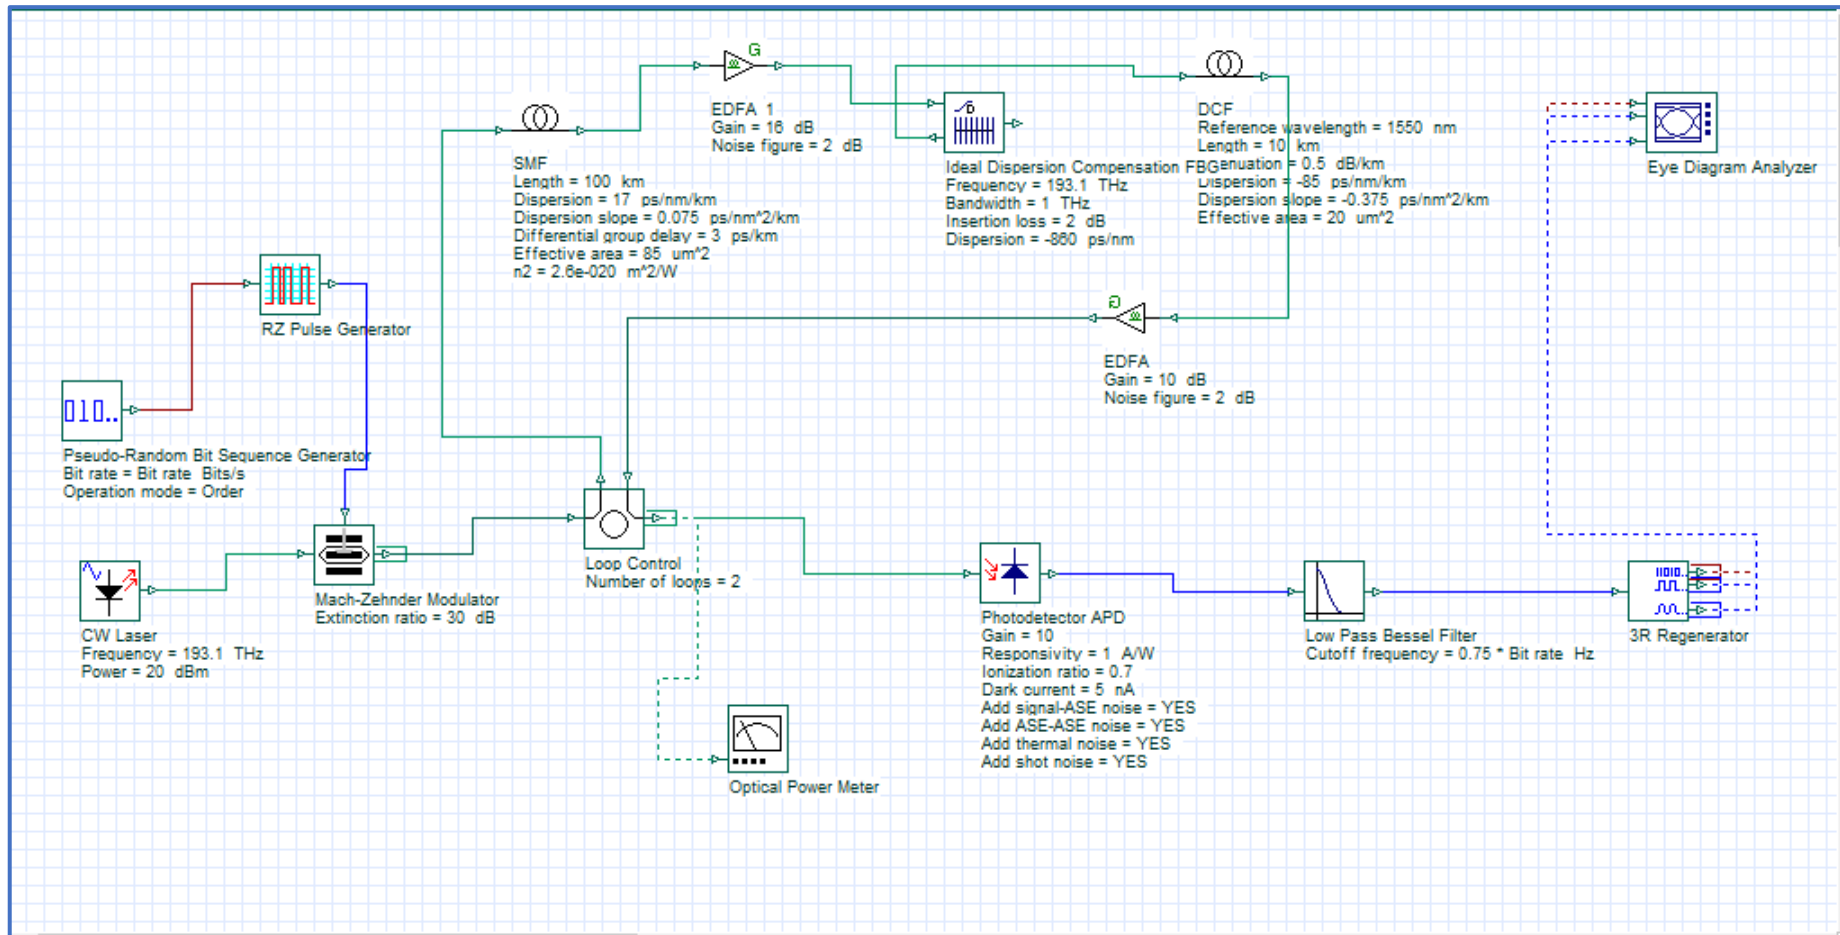 G
EDFA 1
Gain = 16 dB
Noise figure = 2 dB
SMF
Length = 100 km
Dispersion = 17 ps/nm/km
Dispersion slope = 0.075 ps/nm^2/km
Differential group delay = 3 ps/km
Effective area = 85 um^2
n2 = 2.6e-020 m^2/W
D
Ideal Dispersion Compensation FBG
Frequency = 193.1 THz
Bandwidth = 1 THz
Insertion loss = 2 dB
Dispersion = -860 ps/nm
DCF
Reference wavelength = 1550 nm
Length = 10 km
enuation = 0.5 dB/km
Dispersion = -85 ps/nm/km
Dispersion slope = -0.375 ps/nm^2/km
Effective area = 20 um^2
Eye Diagram Analyzer
RZ Pulse Generator
G
EDFA
Gain = 10 dB
Noise figure = 2 dB
010..
Pseudo-Random Bit Sequence Generator
Bit rate = Bit rate Bits/s
Operation mode = Order
Loop Control
Number of loops = 2
Mach-Zehnder Modulator
Extinction ratio = 30 dB
CW Laser
Frequency = 193.1 THz
Power = 20 dBm
Photodetector APD
Gain = 10
Responsivity = 1 A/W
Ionization ratio = 0.7
Dark current = 5 nA
Add signal-ASE noise = YES
Add ASE-ASE noise = YES
Add thermal noise = YES
Add shot noise = YES
Low Pass Bessel Filter
Cutoff frequency = 0.75 * Bit rate Hz
3R Regenerator
Optical Power Meter